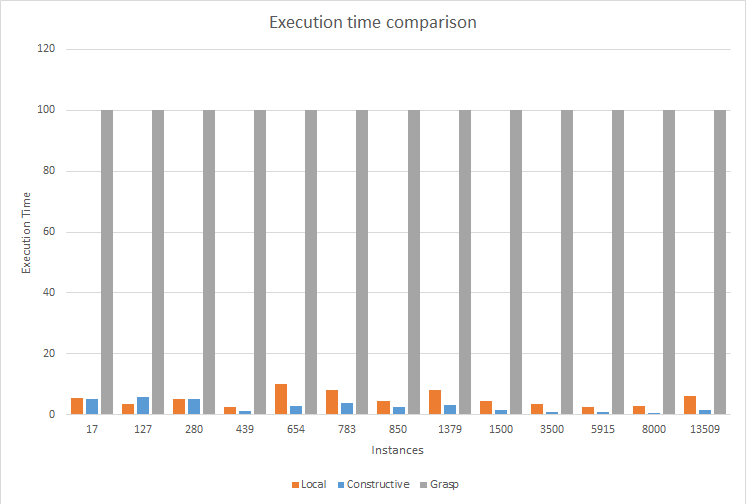 Execution time comparison
120
100
80
60
40
20
0
Execution Time
17 127 280 439 654 783 850 1379 1500 3500 5915 8000 13509
Instances
Local Constructive Grasp